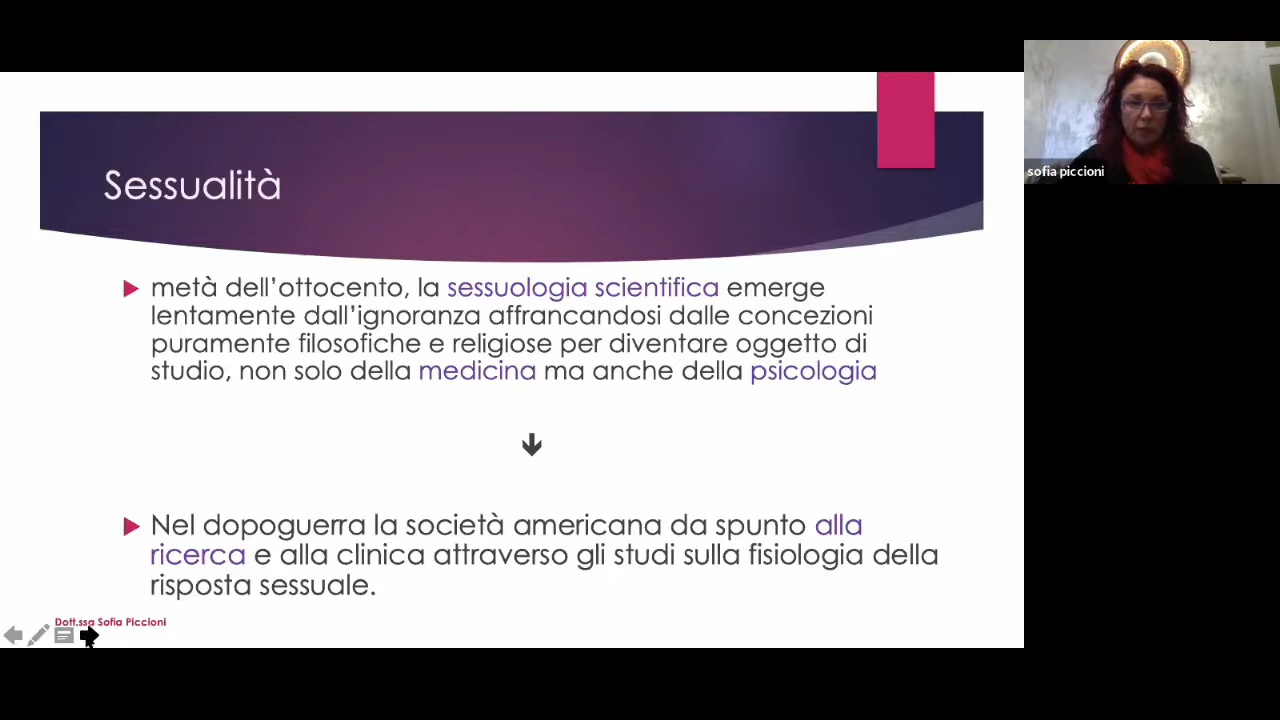 Sessualità
metà dell’ottocento, la sessuologia scientifica emerge
lentamente dall’ignoranza affrancandosi dalle concezioni
puramente filosofiche e religiose per diventare oggetto di
studio, non solo della medicina ma anche della psicologia
Nel dopoguerra la società americana da spunto alla
ricerca e alla clinica attraverso gli studi sulla fisiologia della
risposta sessuale.
Dott.ssa Sofia Piccioni
sofia piccioni